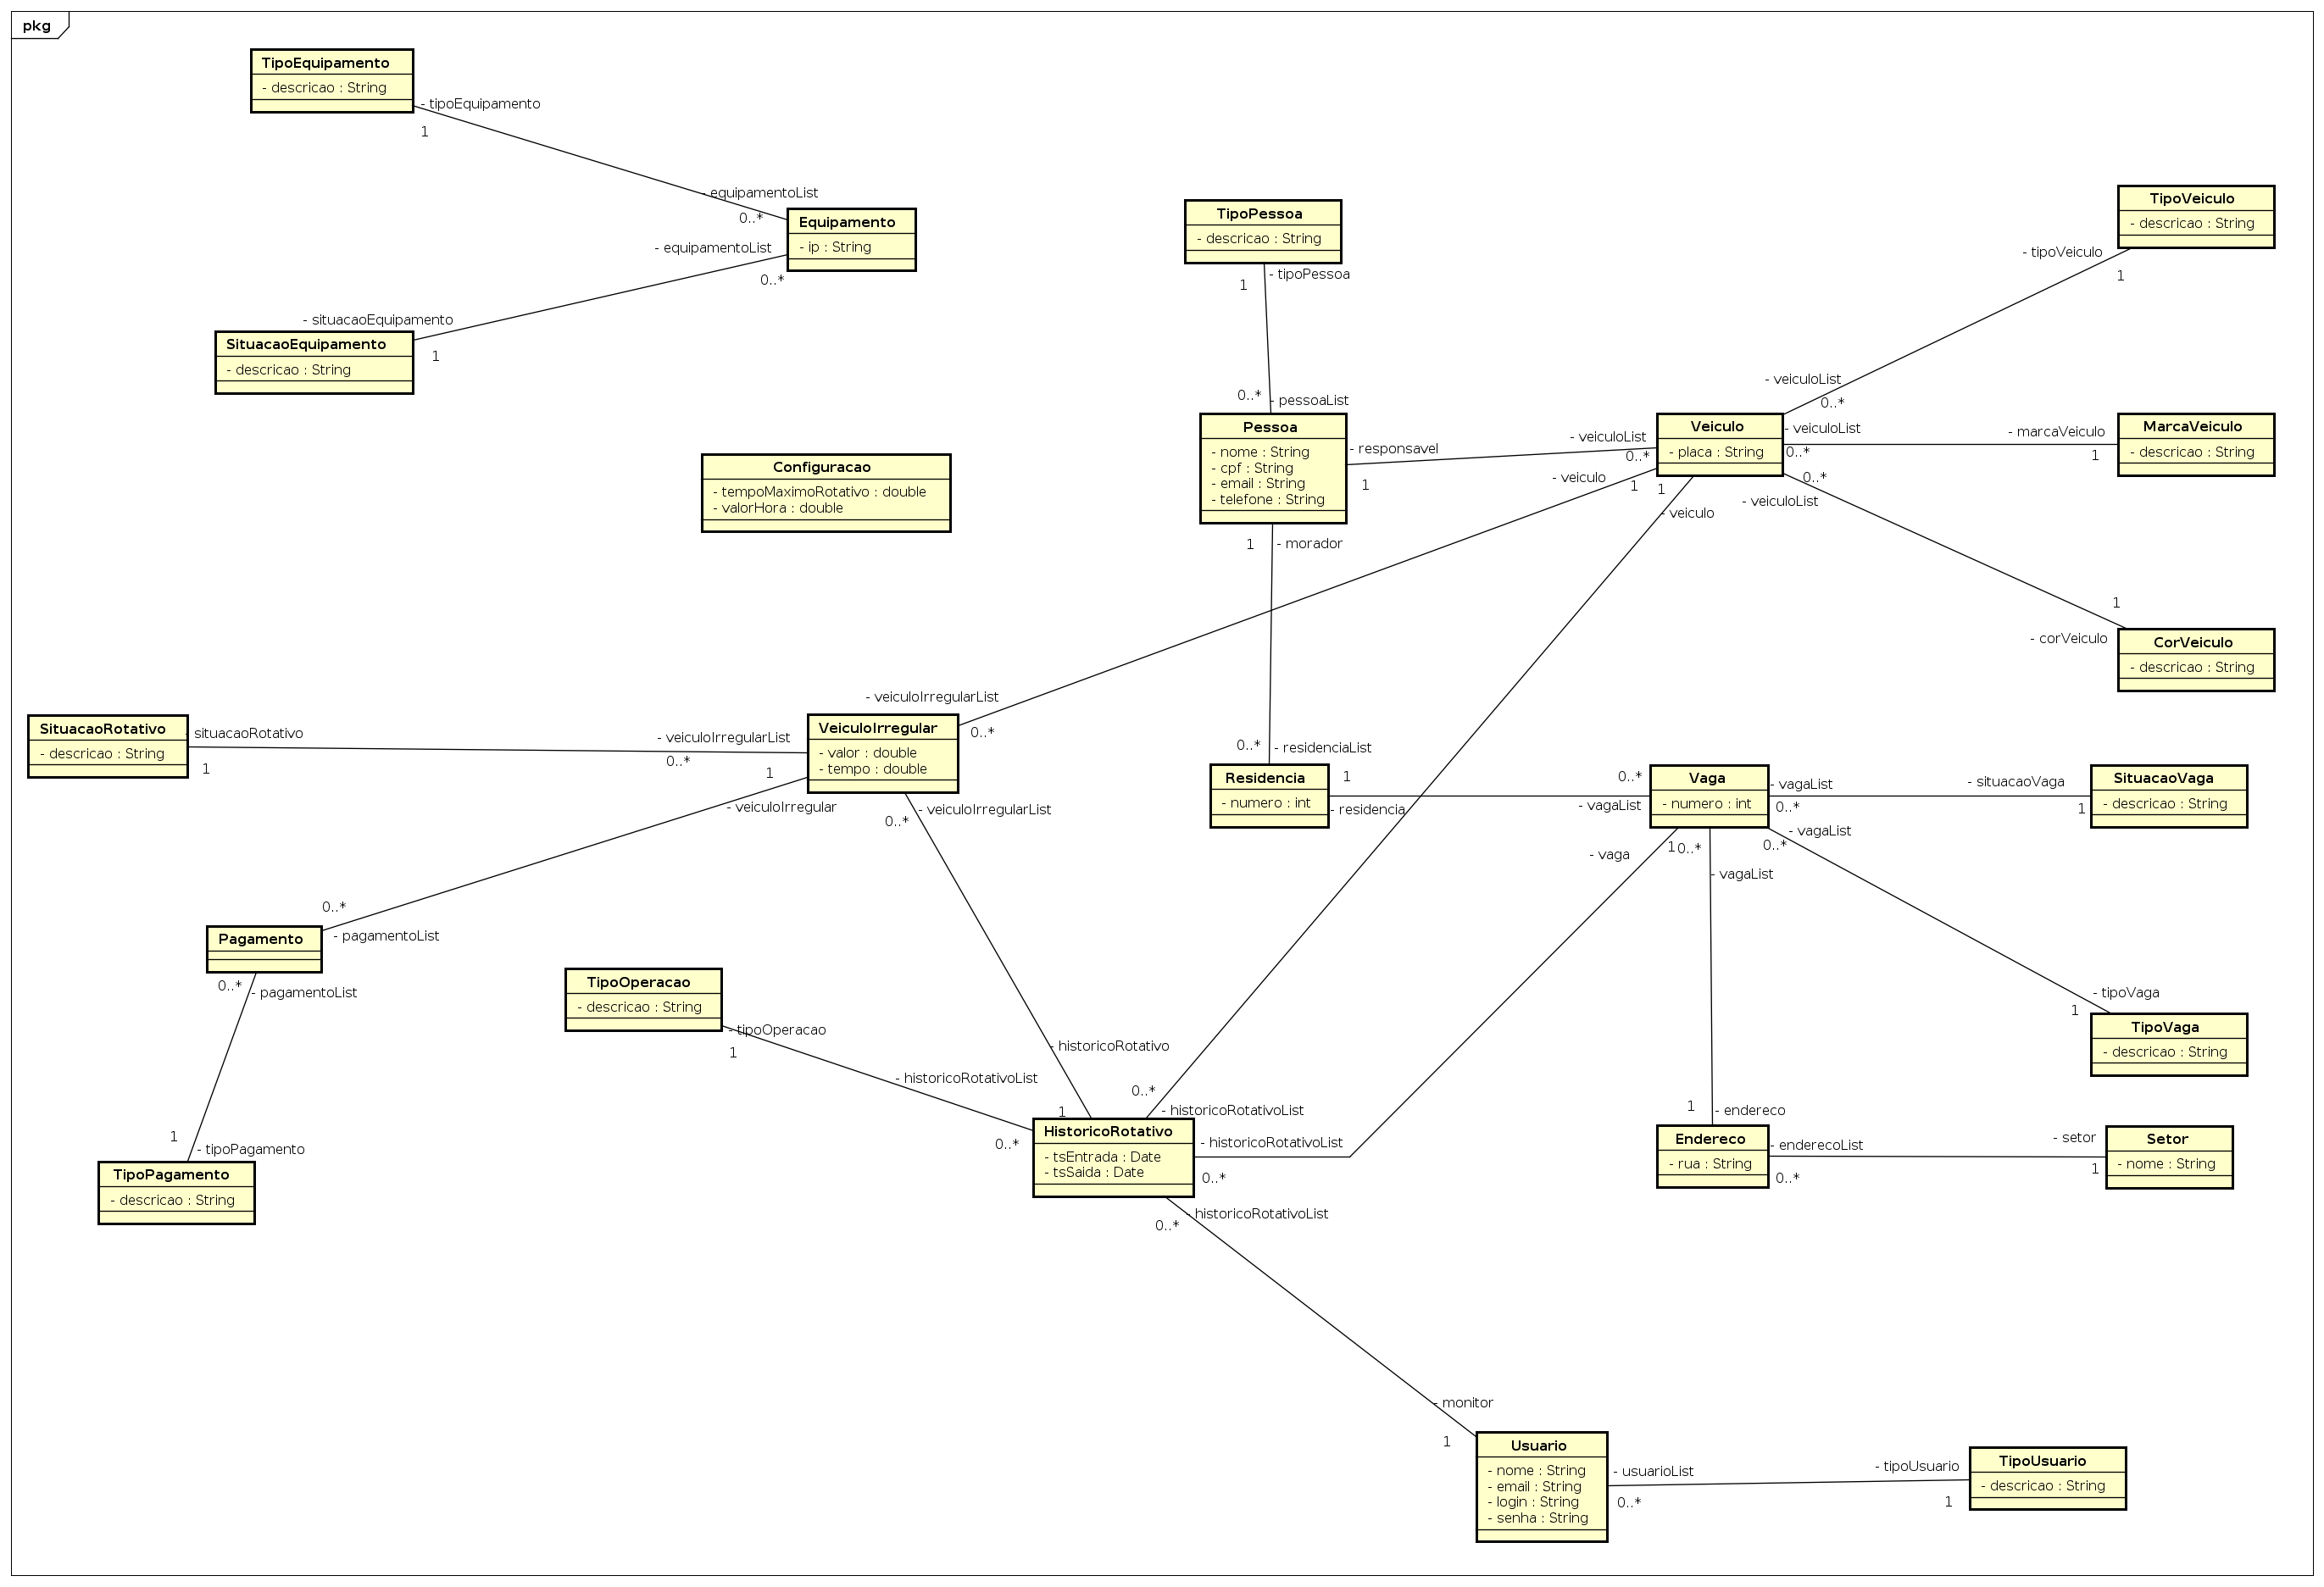 pkg
TipoEquipamento
- descricao : String
- tipoEquipamento
1
- equipamentoList
0..*
Equipamento
- ip : String
- equipamentoList
0..*
- situacaoEquipamento
1
SituacaoEquipamento
- descricao : String
Configuracao
- tempoMaximoRotativo : double
- valorHora : double
TipoPessoa
- descricao : String
- tipoPessoa
1
0..*
- pessoaList
Pessoa
- nome : String
- cpf : String
- email : String
- telefone : String
- responsavel
1
- veiculoList
0..*
Veiculo
- placa : String
- veiculo
1
1
- veiculo
TipoVeiculo
- descricao : String
- tipoVeiculo
1
- veiculoList
0..*
- veiculoList
0..*
- marcaVeiculo
1
MarcaVeiculo
- descricao : String
0..*
- veiculoList
1
- corVeiculo
CorVeiculo
- descricao : String
1
- morador
0..*
- residenciaList
Residencia
- numero : int
1
- residencia
0..*
- vagaList
Vaga
- numero : int
- vagaList
0..*
- situacaoVaga
1
SituacaoVaga
- descricao : String
- vagaList
0..*
- tipoVaga
1
TipoVaga
- descricao : String
1
- vaga
0..*
- vagaList
1
- endereco
Endereco
- rua : String
- enderecoList
0..*
- setor
1
Setor
- nome : String
SituacaoRotativo
- descricao : String
- situacaoRotativo
1
- veiculoIrregularList
0..*
- veiculoIrregularList
0..*
VeiculoIrregular
- valor : double
- tempo : double
1
- veiculoIrregular
0..*
- veiculoIrregularList
0..*
- pagamentoList
Pagamento
0..*
- pagamentoList
1
- tipoPagamento
TipoPagamento
- descricao : String
TipoOperacao
- descricao : String
- tipoOperacao
1
- historicoRotativoList
0..*
- historicoRotativo
1
0..*
- historicoRotativoList
HistoricoRotativo
- tsEntrada : Date
- tsSaida : Date
- historicoRotativoList
0..*
- historicoRotativoList
0..*
- monitor
1
Usuario
- nome : String
- email : String
- login : String
- senha : String
- usuarioList
0..*
- tipoUsuario
1
TipoUsuario
- descricao : String